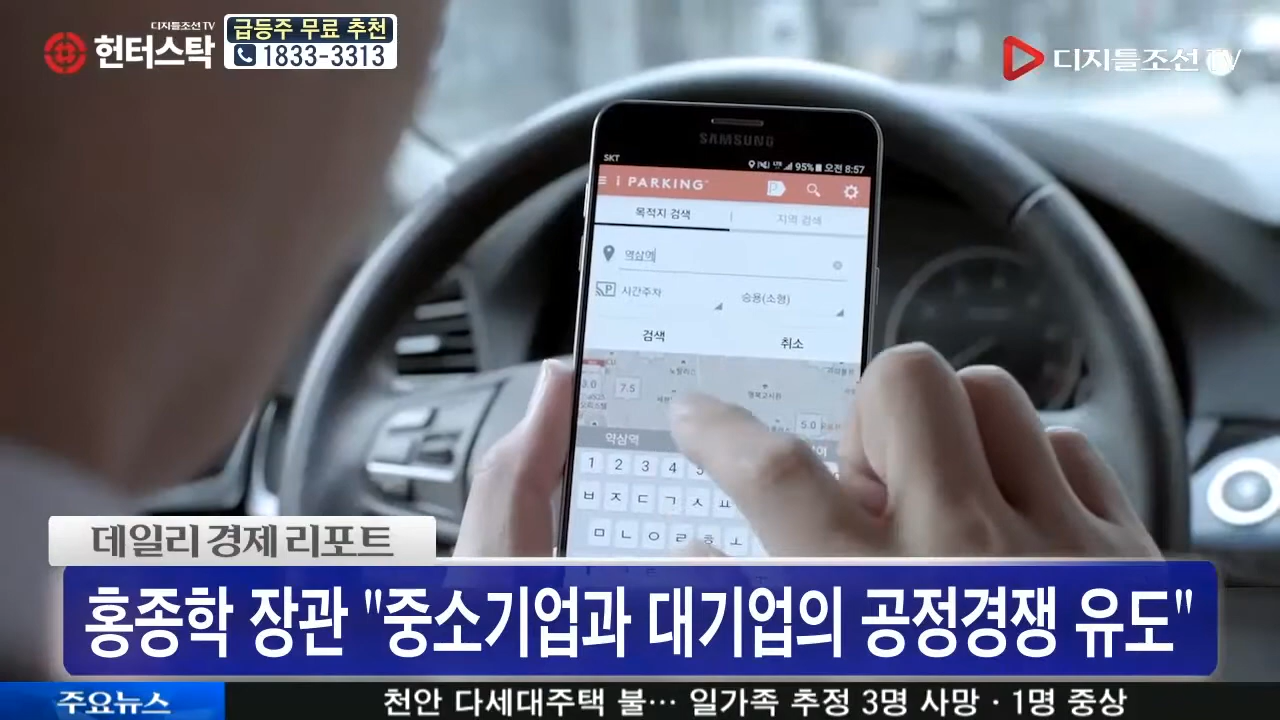 디지틀조선TV
헌터스탁
급등주 무료 추천
1833-3313
디지틀조선TV
SAMSUNG
SKT
95% 오전 8:57
i PARKING
목적지 검색
지역 검색
역삼역
시간주차
승용(소형)
검색
취소
7.5
5.0
1 2 3 4 5
ㅂ ㅈ ㄷ ㄱ ㅅ ㅛ
ㅁ ㄴ ㅇ ㄹ ㅎ ㅗ
데일리 경제 리포트
홍종학 장관 "중소기업과 대기업의 공정경쟁 유도"
주요뉴스
천안 다세대주택 불… 일가족 추정 3명 사망·1명 중상